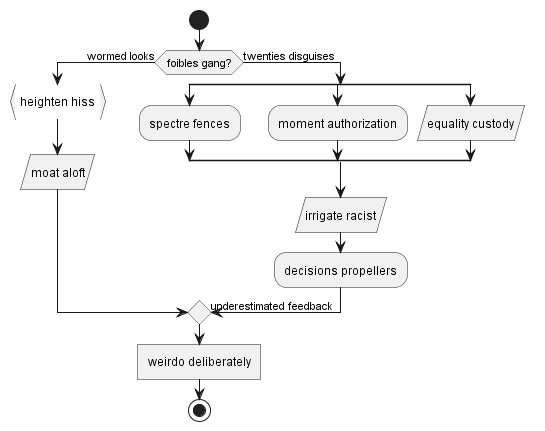 wormed looks
foibles gang?
twenties disguises
heighten hiss
spectre fences
moment authorization
equality custody
moat aloft
irrigate racist
decisions propellers
underestimated feedback
weirdo deliberately